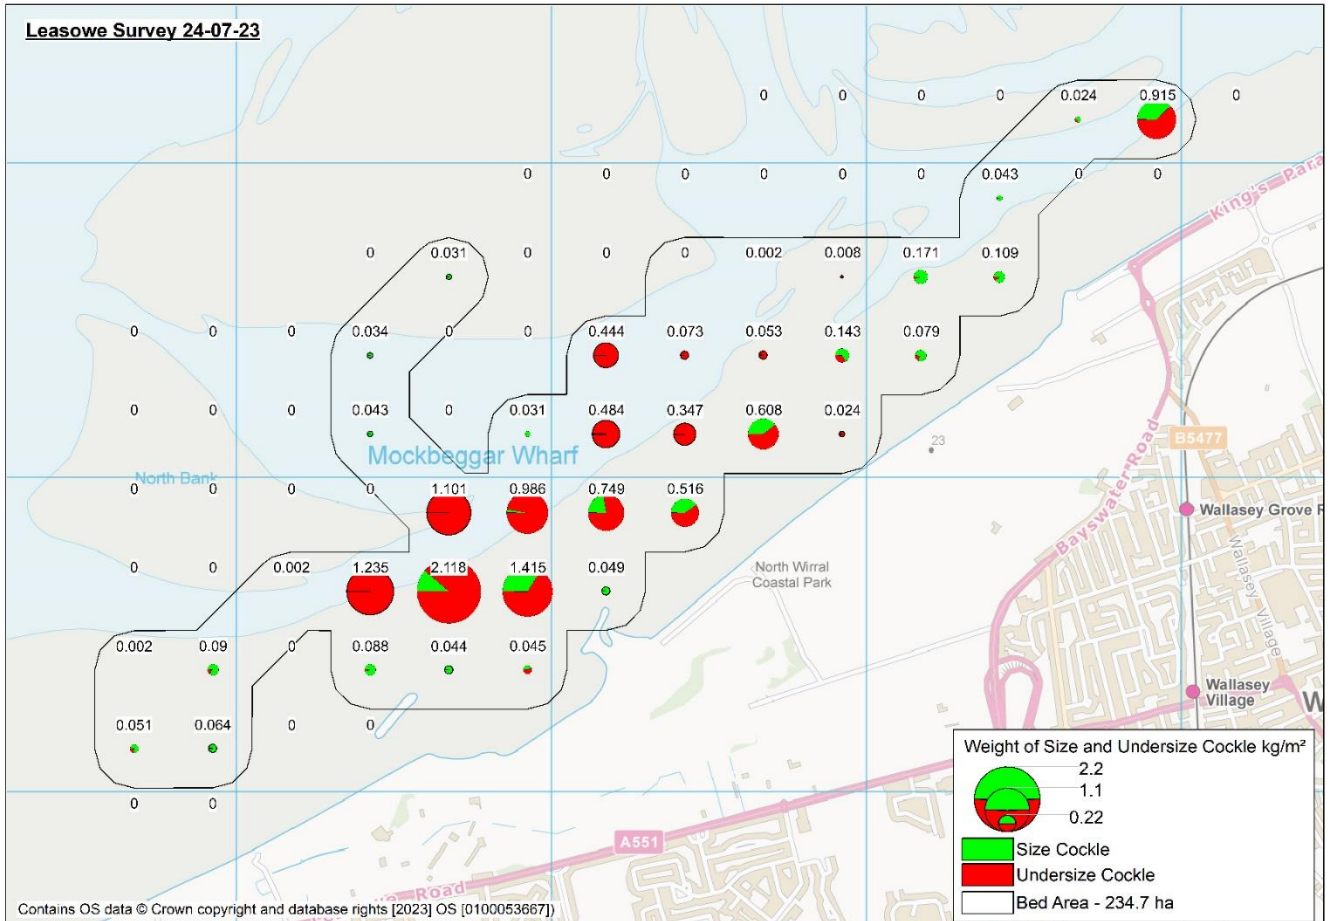 Leasowe Survey 24-07-23
0 0 0 0 0.024 0.915 0
0 0 0 0 0 0 0.043 0 0
King's Para
0 0.031 0 0 0 0.002 0.008 0.171 0.109
0 0 0 0.034 0 0 0.444 0.073 0.053 0.143 0.079
0 0 0 0.043 0 0.031 0.484 0.347 0.608 0.024
23
B5477
Mockbeggar Wharf
North Bank
0 0 0 0 1.101 0.986 0.749 0.516
Bayswater Road
Wallasey Grove R
Wallasey Village
0 0 0.002 1.235 2.118 1.415 0.049
North Wirral
Coastal Park
0.002 0.09 0 0.088 0.044 0.045
Wallasey
Village
W
0.051 0.064 0 0
Weight of Size and Undersize Cockle kg/m²
2.2
1.1
0.22
Size Cockle
Undersize Cockle
Bed Area - 234.7 ha
0 0
A551
Road
Contains OS data © Crown copyright and database rights [2023] OS [0100053667])